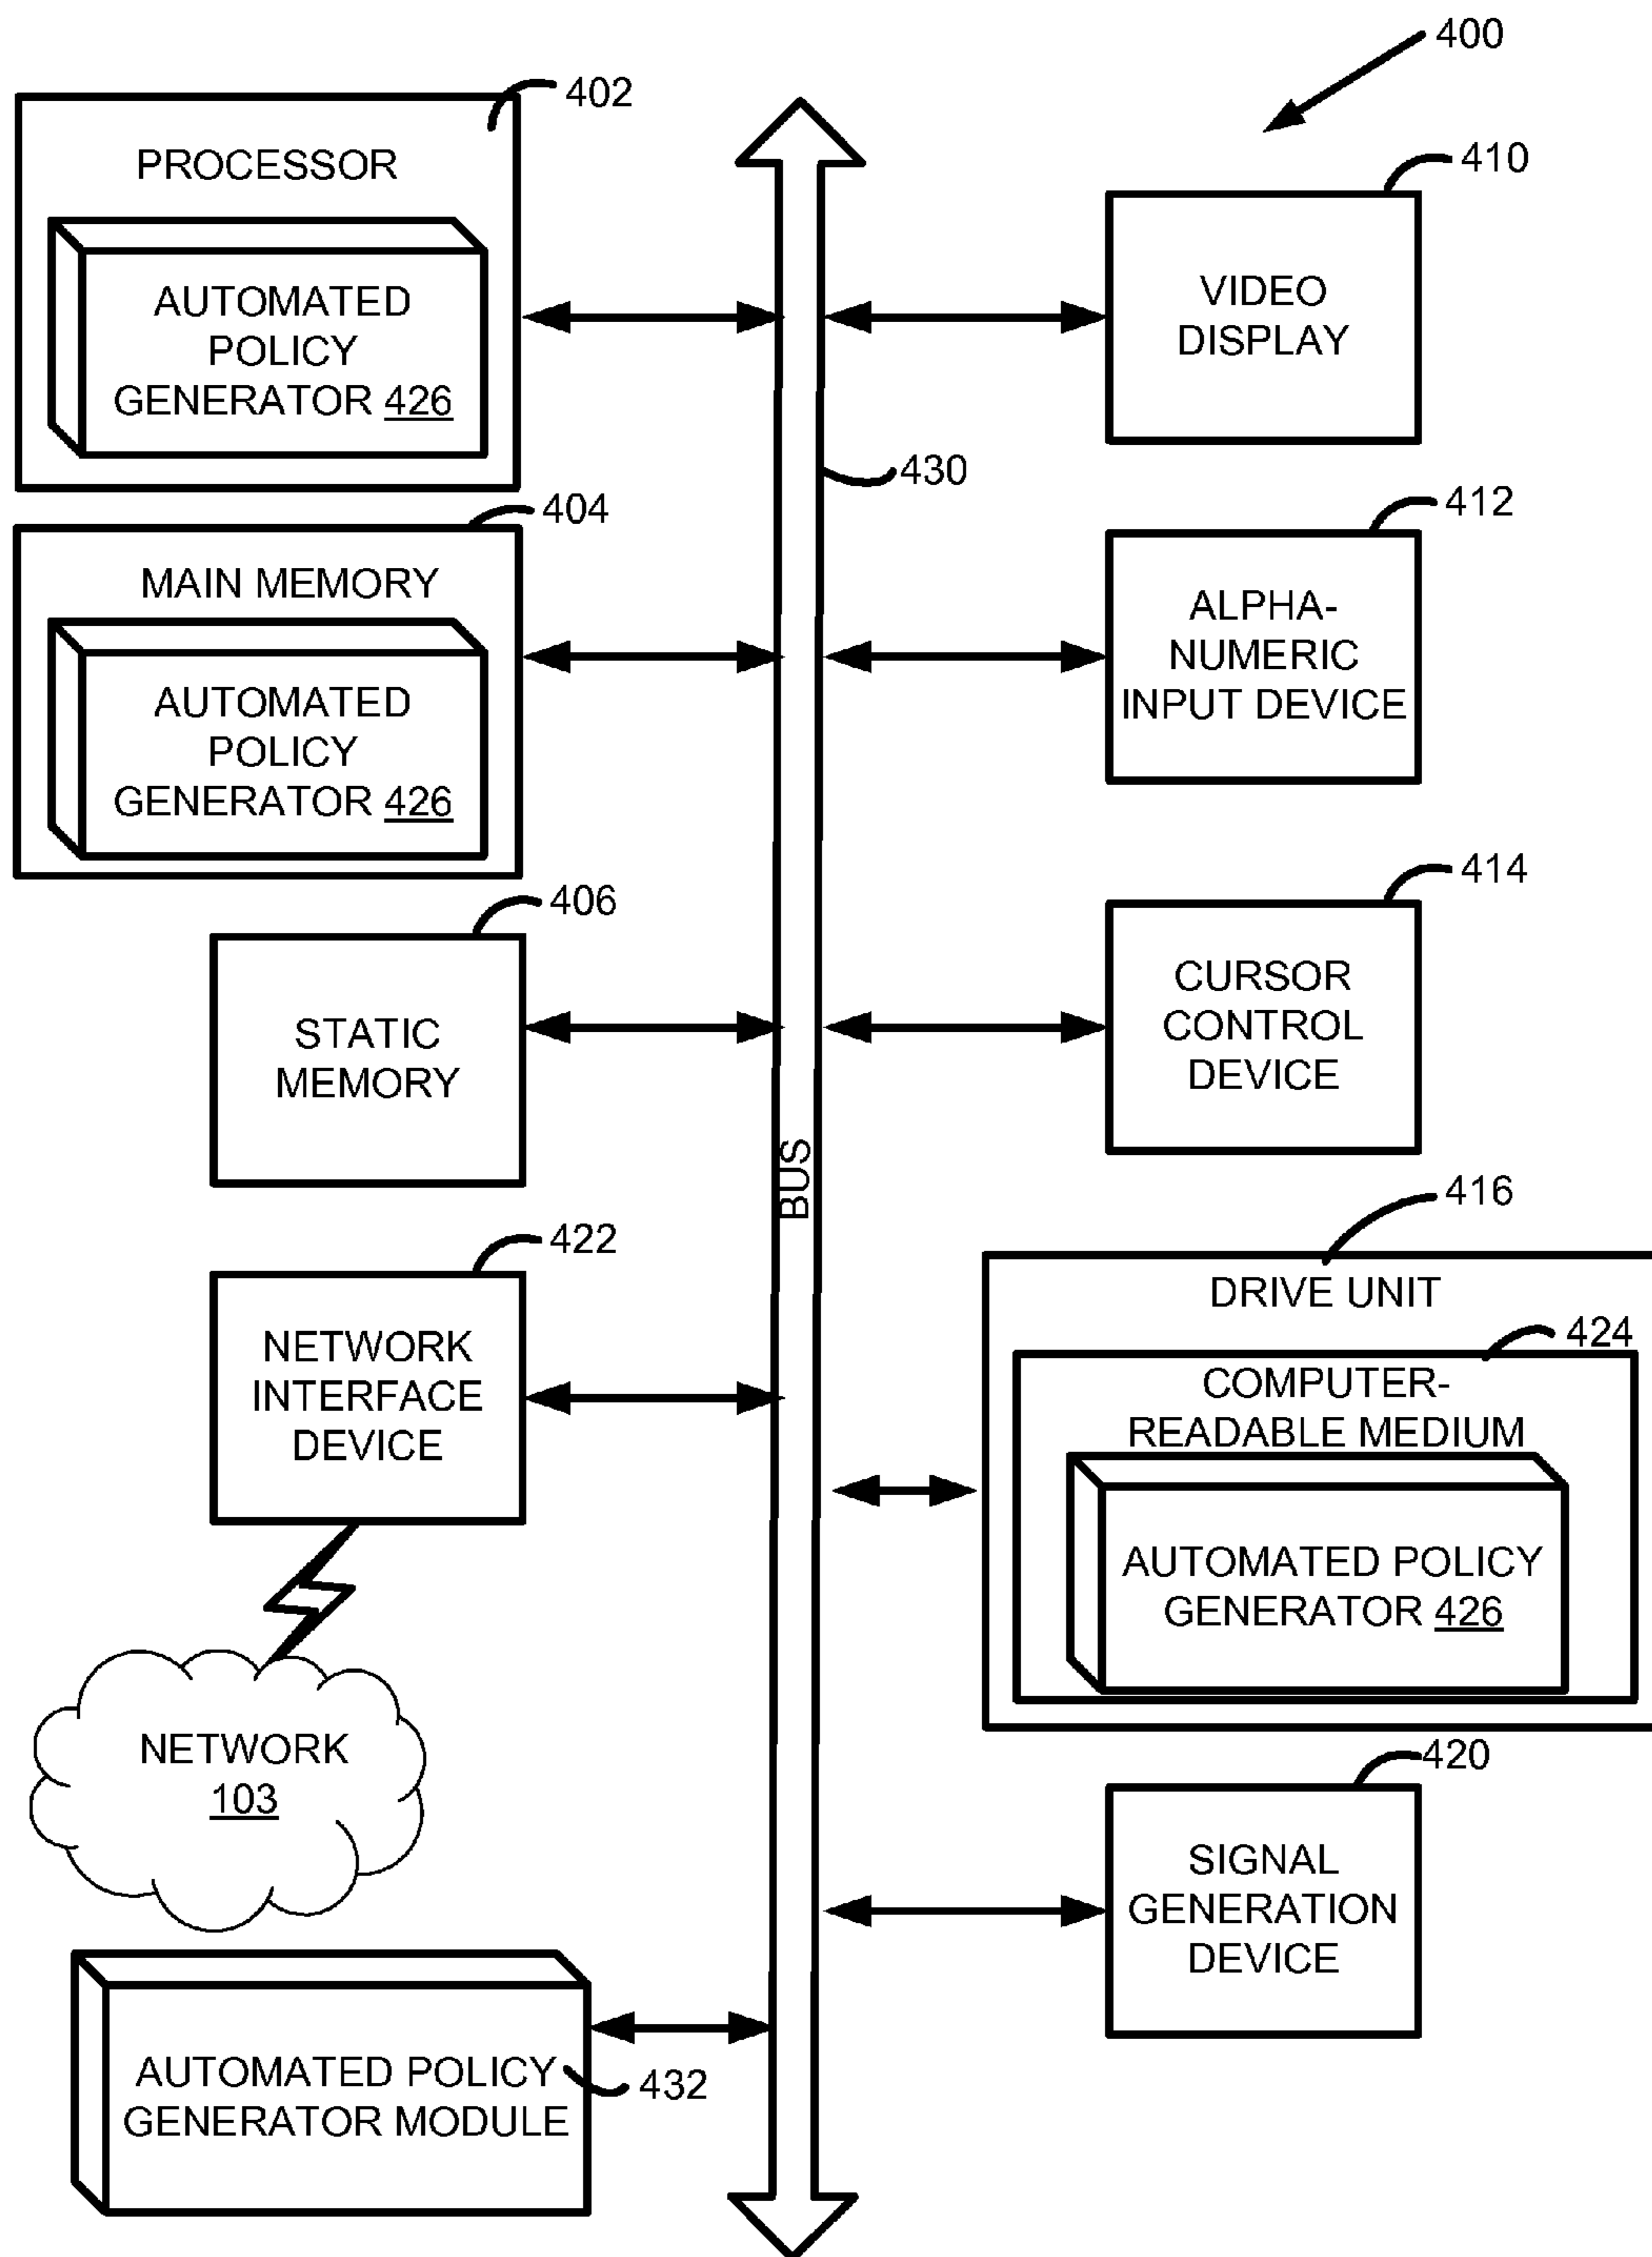 400
402
PROCESSOR
AUTOMATED
POLICY
GENERATOR 426
404
MAIN MEMORY
AUTOMATED
POLICY
GENERATOR 426
406
STATIC
MEMORY
422
NETWORK
INTERFACE
DEVICE
NETWORK
103
AUTOMATED POLICY
GENERATOR MODULE
432
BUS
430
410
VIDEO
DISPLAY
412
ALPHA-
NUMERIC
INPUT DEVICE
414
CURSOR
CONTROL
DEVICE
416
DRIVE UNIT
424
COMPUTER-
READABLE MEDIUM
AUTOMATED POLICY
GENERATOR 426
420
SIGNAL
GENERATION
DEVICE